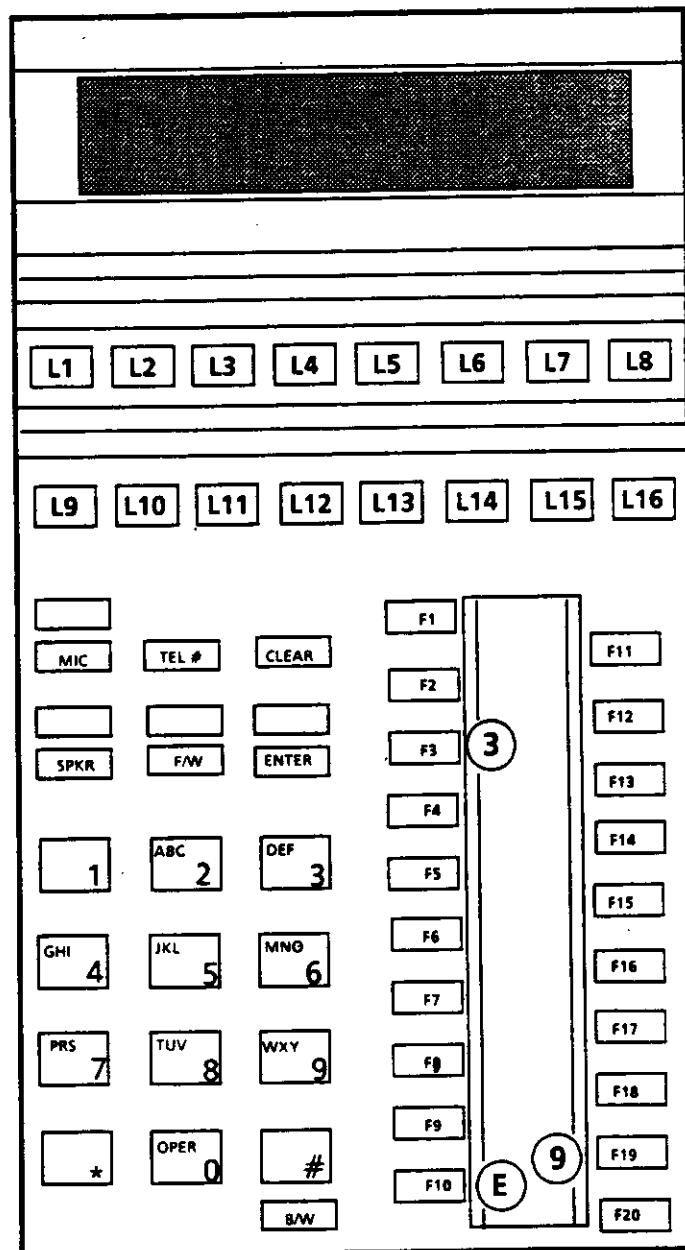 L1 L2 L3 L4 L5 L6 L7 L8
L9 L10 L11 L12 L13 L14 L15 L16
F1
MIC TEL # CLEAR F11
F2
F12
SPKR F/W ENTER F3 3
F13
F4
F14
1 ABC 2 DEF 3 F5
F15
F6
GHI 4 JKL 5 MNO 6 F16
F7
F17
PRS 7 TUV 8 WXY 9 F8
F18
F9
* OPER 0 # F10 E 9 F19
B/W F20